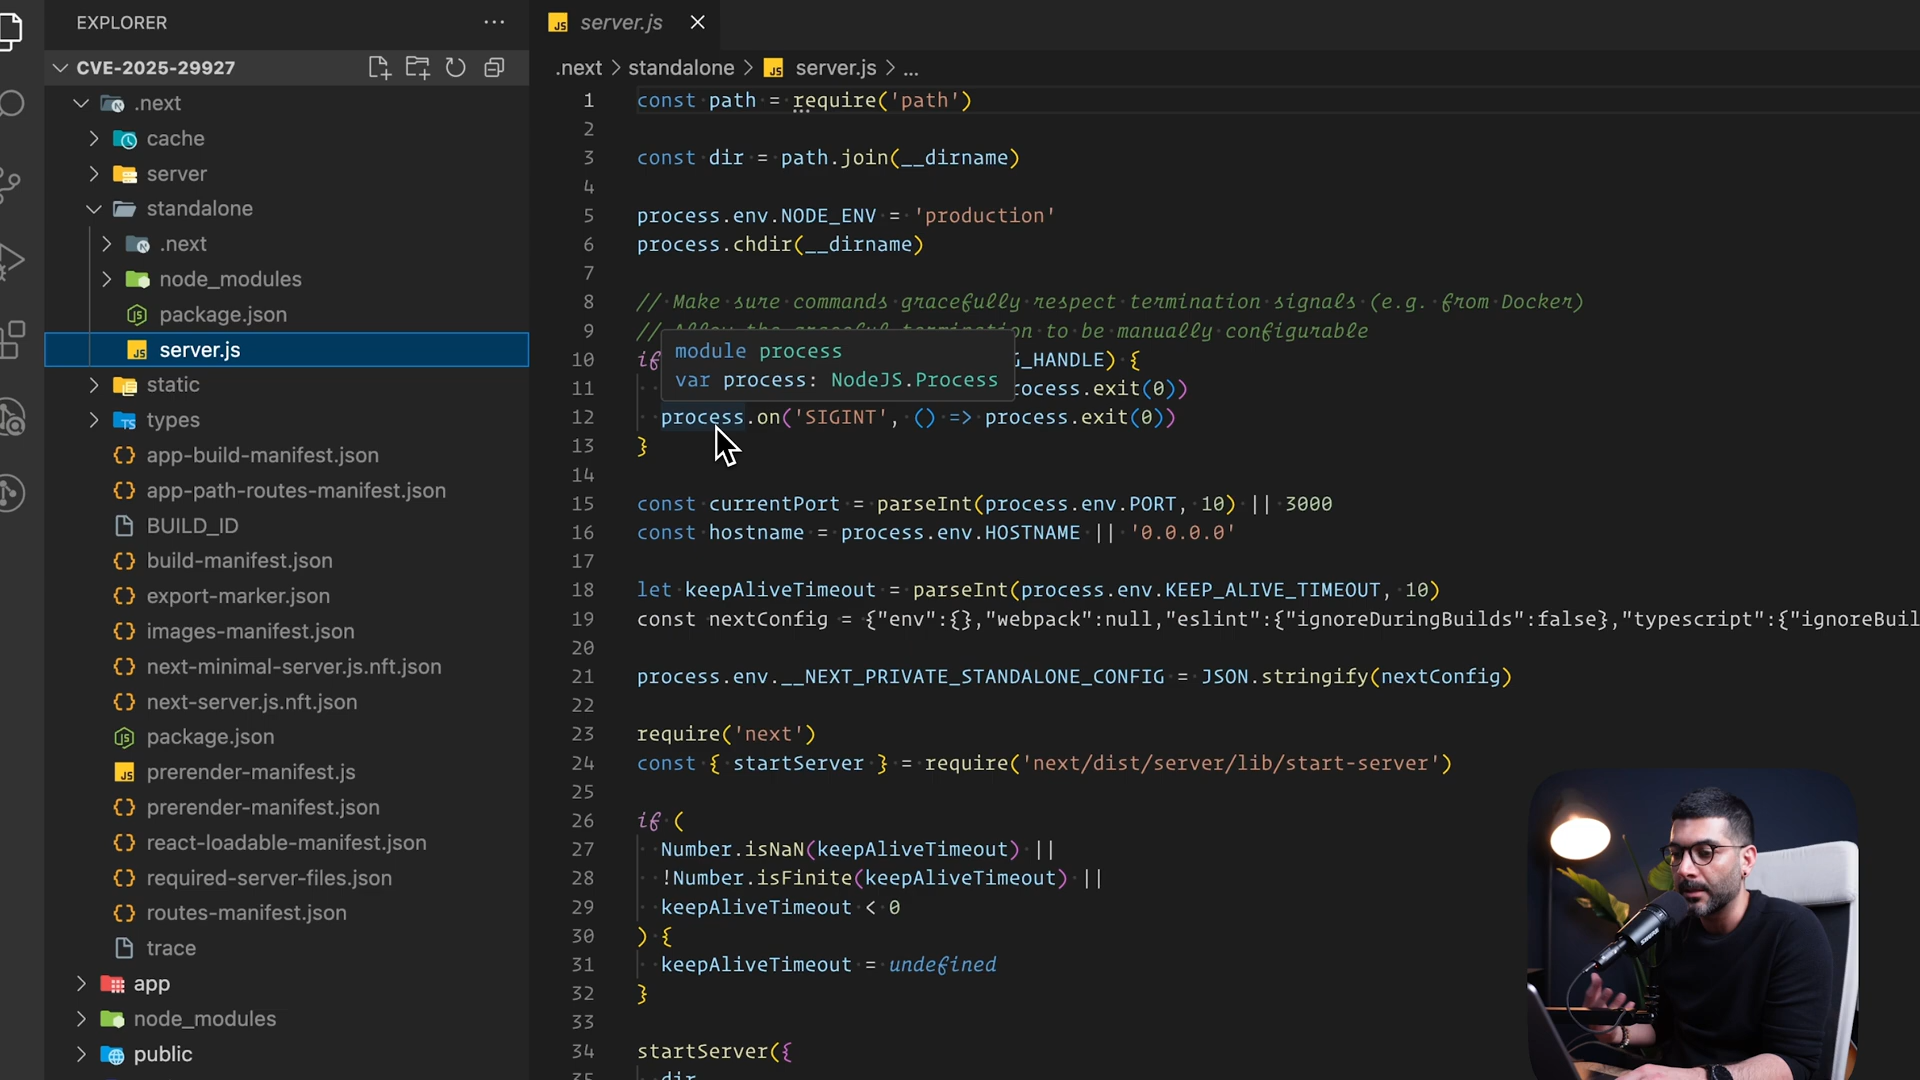 EXPLORER
CVE-2025-29927
.next
cache
server
standalone
.next
node_modules
package.json
server.js
static
types
app-build-manifest.json
app-path-routes-manifest.json
BUILD_ID
build-manifest.json
export-marker.json
images-manifest.json
next-minimal-server.js.nft.json
next-server.js.nft.json
package.json
prerender-manifest.js
prerender-manifest.json
react-loadable-manifest.json
required-server-files.json
routes-manifest.json
trace
app
node_modules
public
server.js
.next > standalone > server.js > ...
1 const path = require('path')
2
3 const dir = path.join(__dirname)
4
5 process.env.NODE_ENV = 'production'
6 process.chdir(__dirname)
7
8 // Make sure commands gracefully respect termination signals (e.g. from Docker)
9 // Allow the graceful termination to be manually configurable
module process
var process: NodeJS.Process
10 if G_HANDLE) {
11 ocess.exit(0))
12 process.on('SIGINT', () => process.exit(0))
13 }
14
15 const currentPort = parseInt(process.env.PORT, 10) || 3000
16 const hostname = process.env.HOSTNAME || '0.0.0.0'
17
18 let keepAliveTimeout = parseInt(process.env.KEEP_ALIVE_TIMEOUT, 10)
19 const nextConfig = {"env":{},"webpack":null,"eslint":{"ignoreDuringBuilds":false},"typescript":{"ignoreBuil
20
21 process.env.__NEXT_PRIVATE_STANDALONE_CONFIG = JSON.stringify(nextConfig)
22
23 require('next')
24 const { startServer } = require('next/dist/server/lib/start-server')
25
26 if (
27 Number.isNaN(keepAliveTimeout) ||
28 !Number.isFinite(keepAliveTimeout) ||
29 keepAliveTimeout < 0
30 ) {
31 keepAliveTimeout = undefined
32 }
33
34 startServer({
35 dir